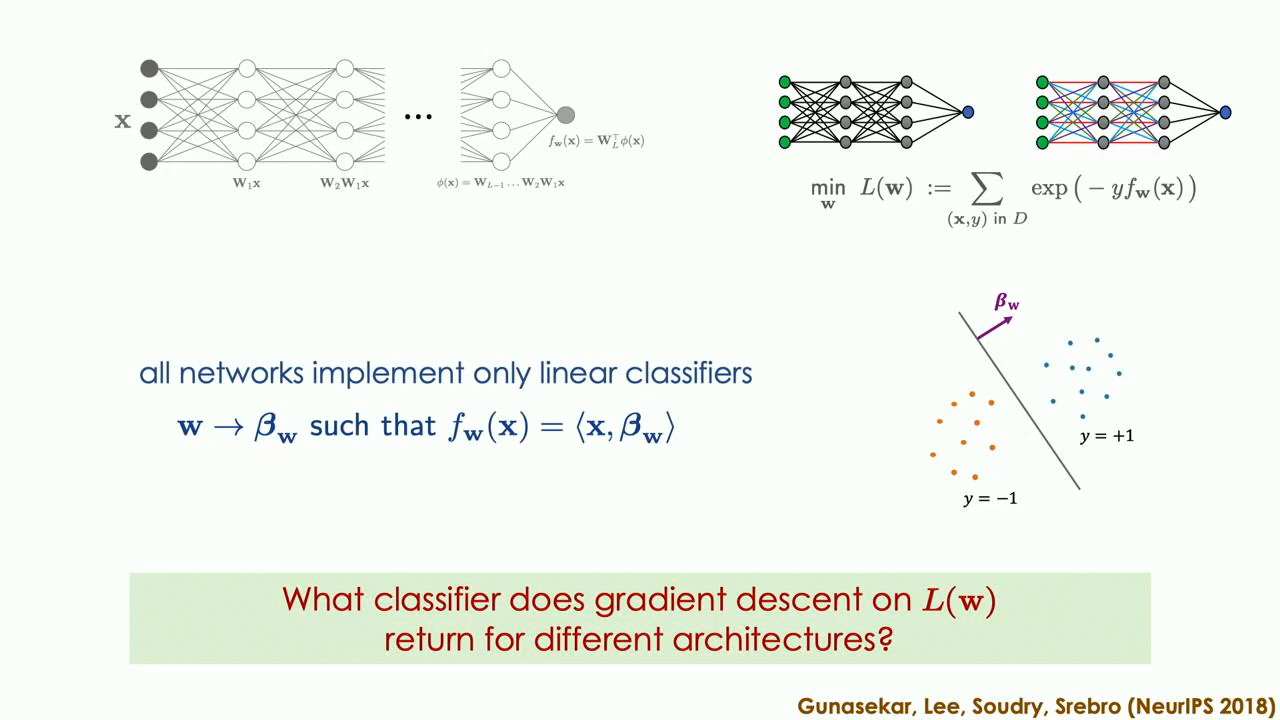 x
W₁x
W₂W₁x
...
ϕ(x) = W_{L−1} … W₂W₁x
f_w(x) = W_L^⊤ϕ(x)
min_w L(w) := ∑_{(x,y) in D} exp(−yf_w(x))
all networks implement only linear classifiers
w → β_w such that f_w(x) = ⟨x, β_w⟩
β_w
y = +1
y = −1
What classifier does gradient descent on L(w)
return for different architectures?
Gunasekar, Lee, Soudry, Srebro (NeurIPS 2018)